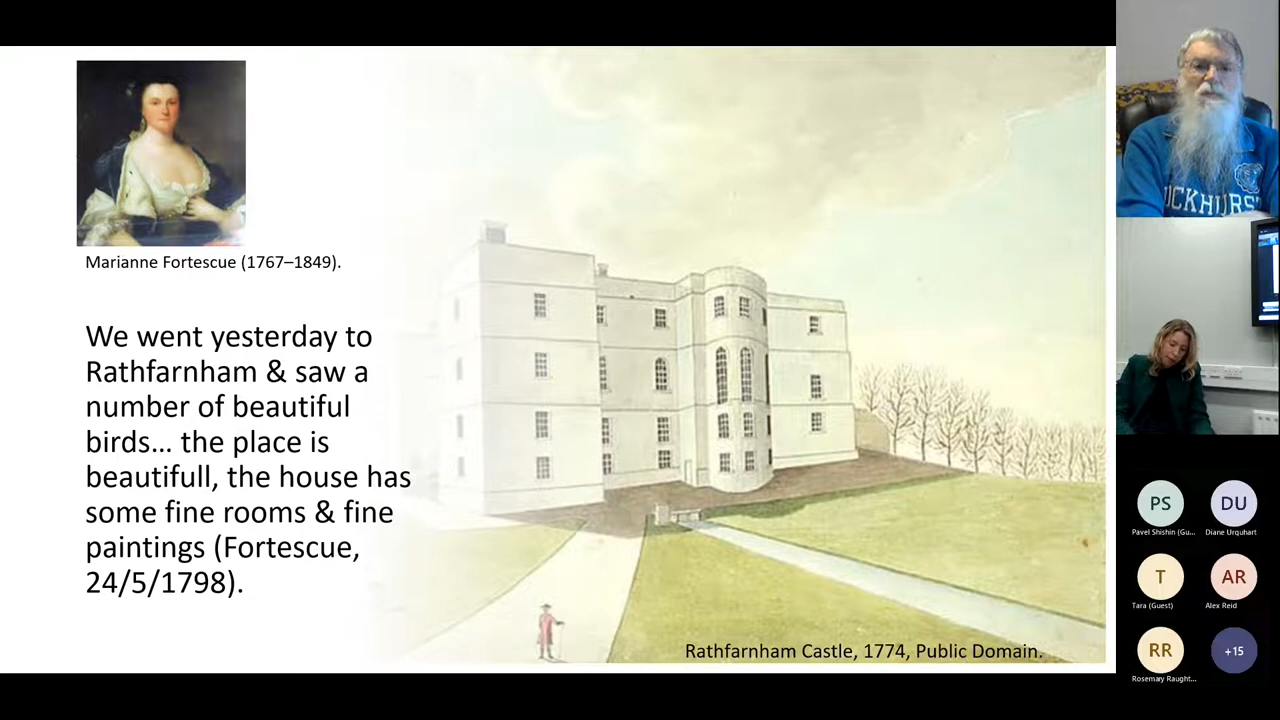 Marianne Fortescue (1767–1849).
We went yesterday to
Rathfarnham & saw a
number of beautiful
birds… the place is
beautifull, the house has
some fine rooms & fine
paintings (Fortescue,
24/5/1798).
Rathfarnham Castle, 1774, Public Domain.
OCKHURS
PS
DU
Pavel Shishin (Gu...
Diane Urquhart
T
AR
Tara (Guest)
Alex Reid
RR
+15
Rosemary Raught...